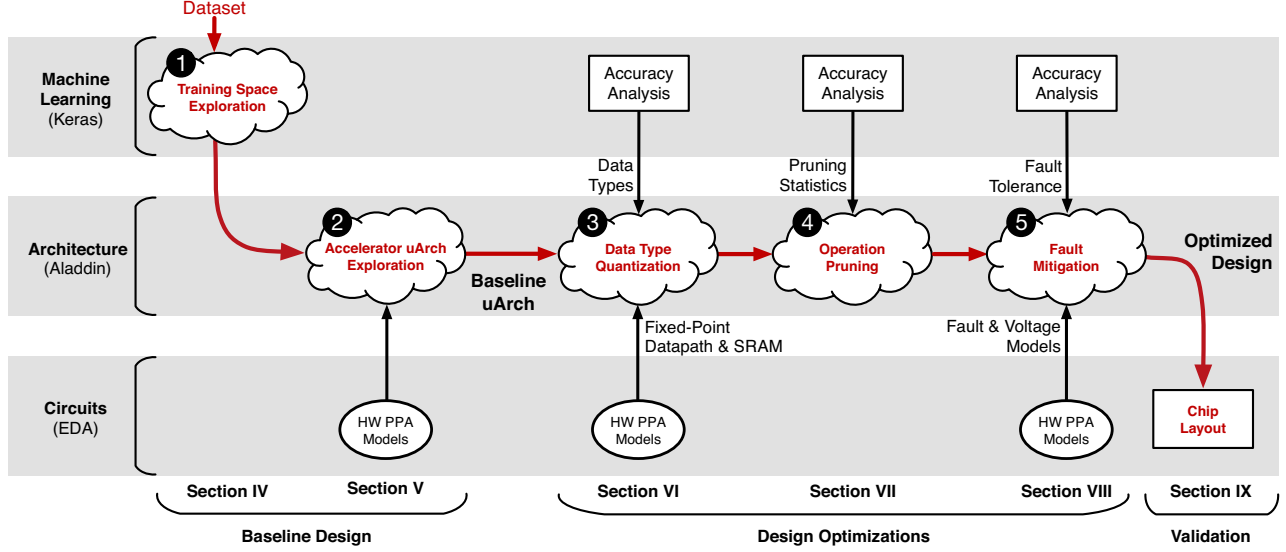 Dataset
Machine
Learning
(Keras)
1
Training Space
Exploration
Accuracy
Analysis
Accuracy
Analysis
Accuracy
Analysis
Data
Types
Pruning
Statistics
Fault
Tolerance
Architecture
(Aladdin)
2
Accelerator uArch
Exploration
Baseline
uArch
3
Data Type
Quantization
4
Operation
Pruning
5
Fault
Mitigation
Optimized
Design
Fixed-Point
Datapath & SRAM
Fault & Voltage
Models
Circuits
(EDA)
HW PPA
Models
HW PPA
Models
HW PPA
Models
Chip
Layout
Section IV
Section V
Section VI
Section VII
Section VIII
Section IX
Baseline Design
Design Optimizations
Validation